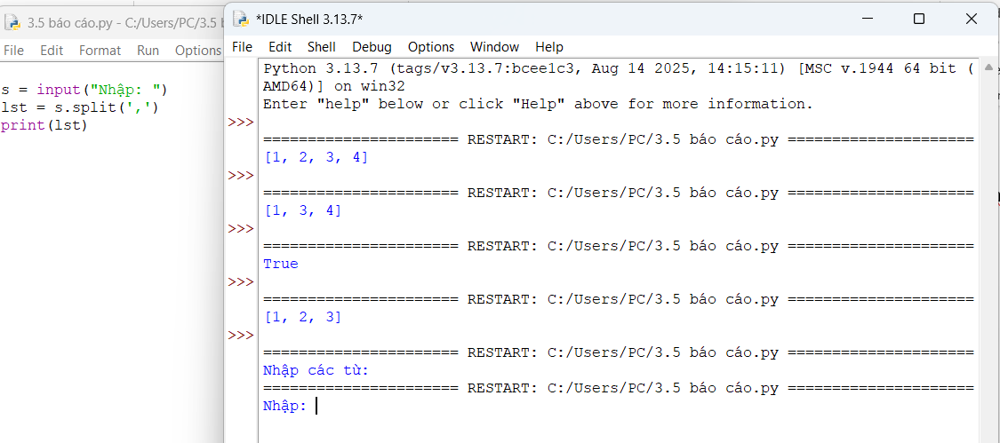 3.5 báo cáo.py - C:/Users/PC/3.5 b
File Edit Format Run Options
s = input("Nhập: ")
lst = s.split(',')
print(lst)
*IDLE Shell 3.13.7*
File Edit Shell Debug Options Window Help
Python 3.13.7 (tags/v3.13.7:bcee1c3, Aug 14 2025, 14:15:11) [MSC v.1944 64 bit (
AMD64)] on win32
Enter "help" below or click "Help" above for more information.
>>>
====================== RESTART: C:/Users/PC/3.5 báo cáo.py =====================
[1, 2, 3, 4]
>>>
====================== RESTART: C:/Users/PC/3.5 báo cáo.py =====================
[1, 3, 4]
>>>
====================== RESTART: C:/Users/PC/3.5 báo cáo.py =====================
True
>>>
====================== RESTART: C:/Users/PC/3.5 báo cáo.py =====================
[1, 2, 3]
>>>
====================== RESTART: C:/Users/PC/3.5 báo cáo.py =====================
Nhập các từ:
====================== RESTART: C:/Users/PC/3.5 báo cáo.py =====================
Nhập: